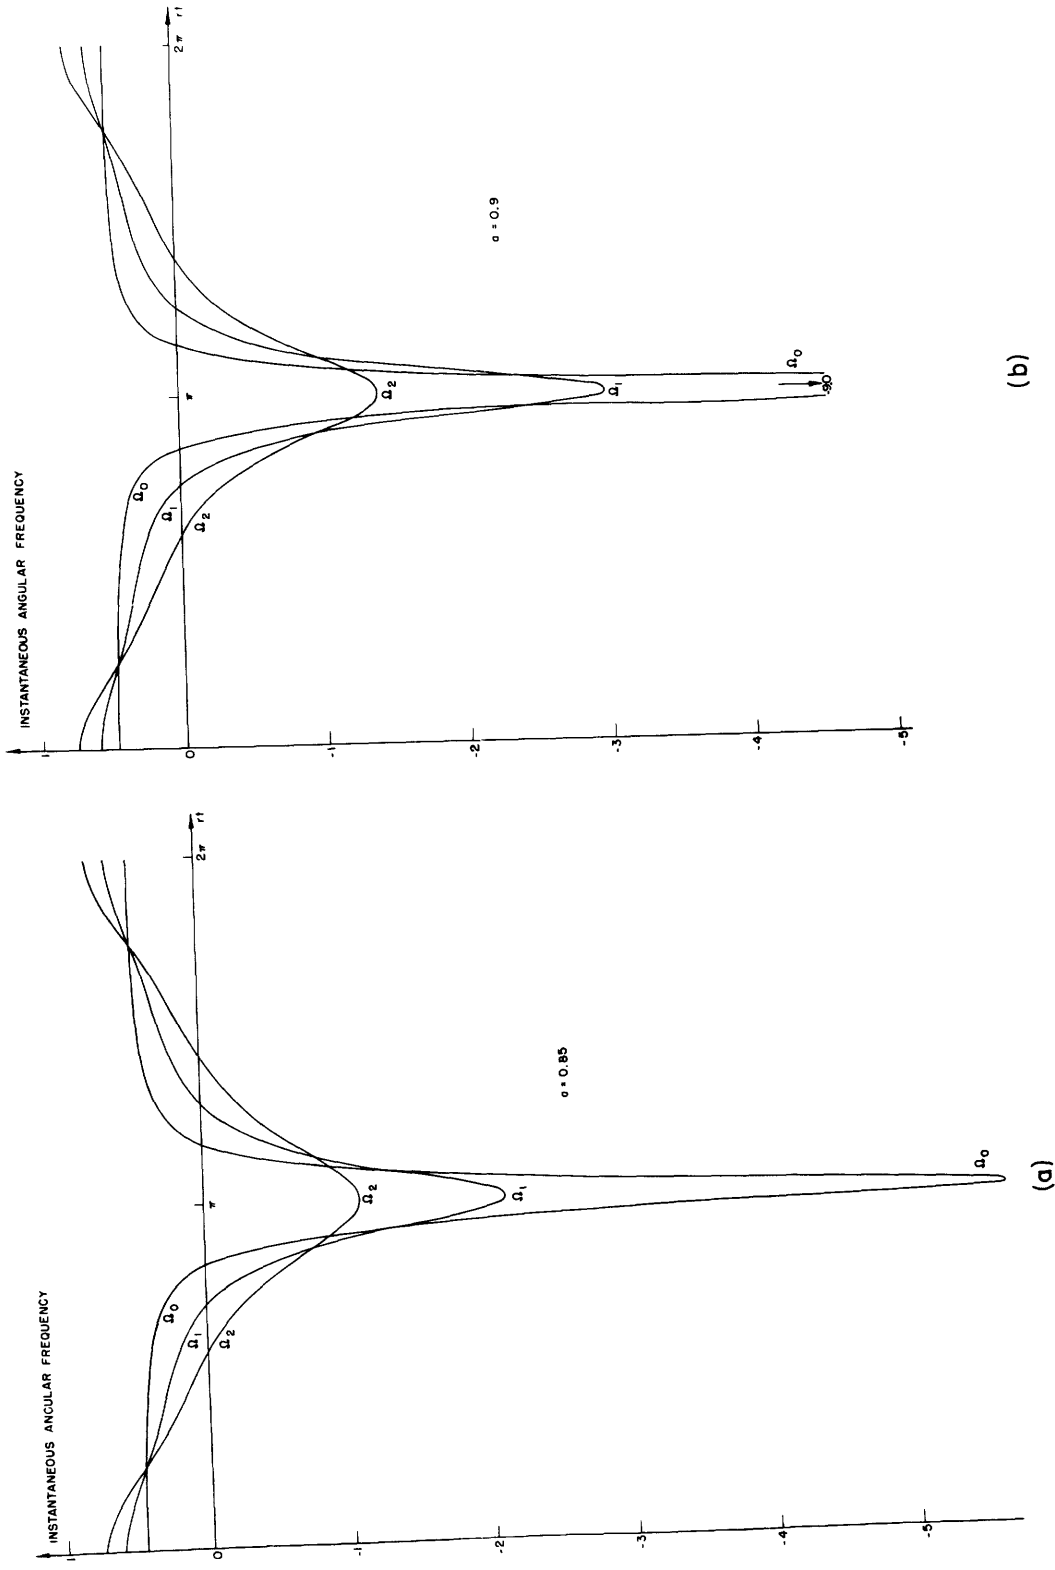 INSTANTANEOUS ANGULAR FREQUENCY
1
0
-1
-2
-3
-4
-5
π
2π rt
Ω0
Ω1
Ω2
Ω2
Ω1
Ω0
-9.0
a = 0.9
(b)
INSTANTANEOUS ANGULAR FREQUENCY
1
0
-1
-2
-3
-4
-5
π
2π rt
Ω0
Ω1
Ω2
Ω2
Ω1
Ω0
a = 0.85
(a)